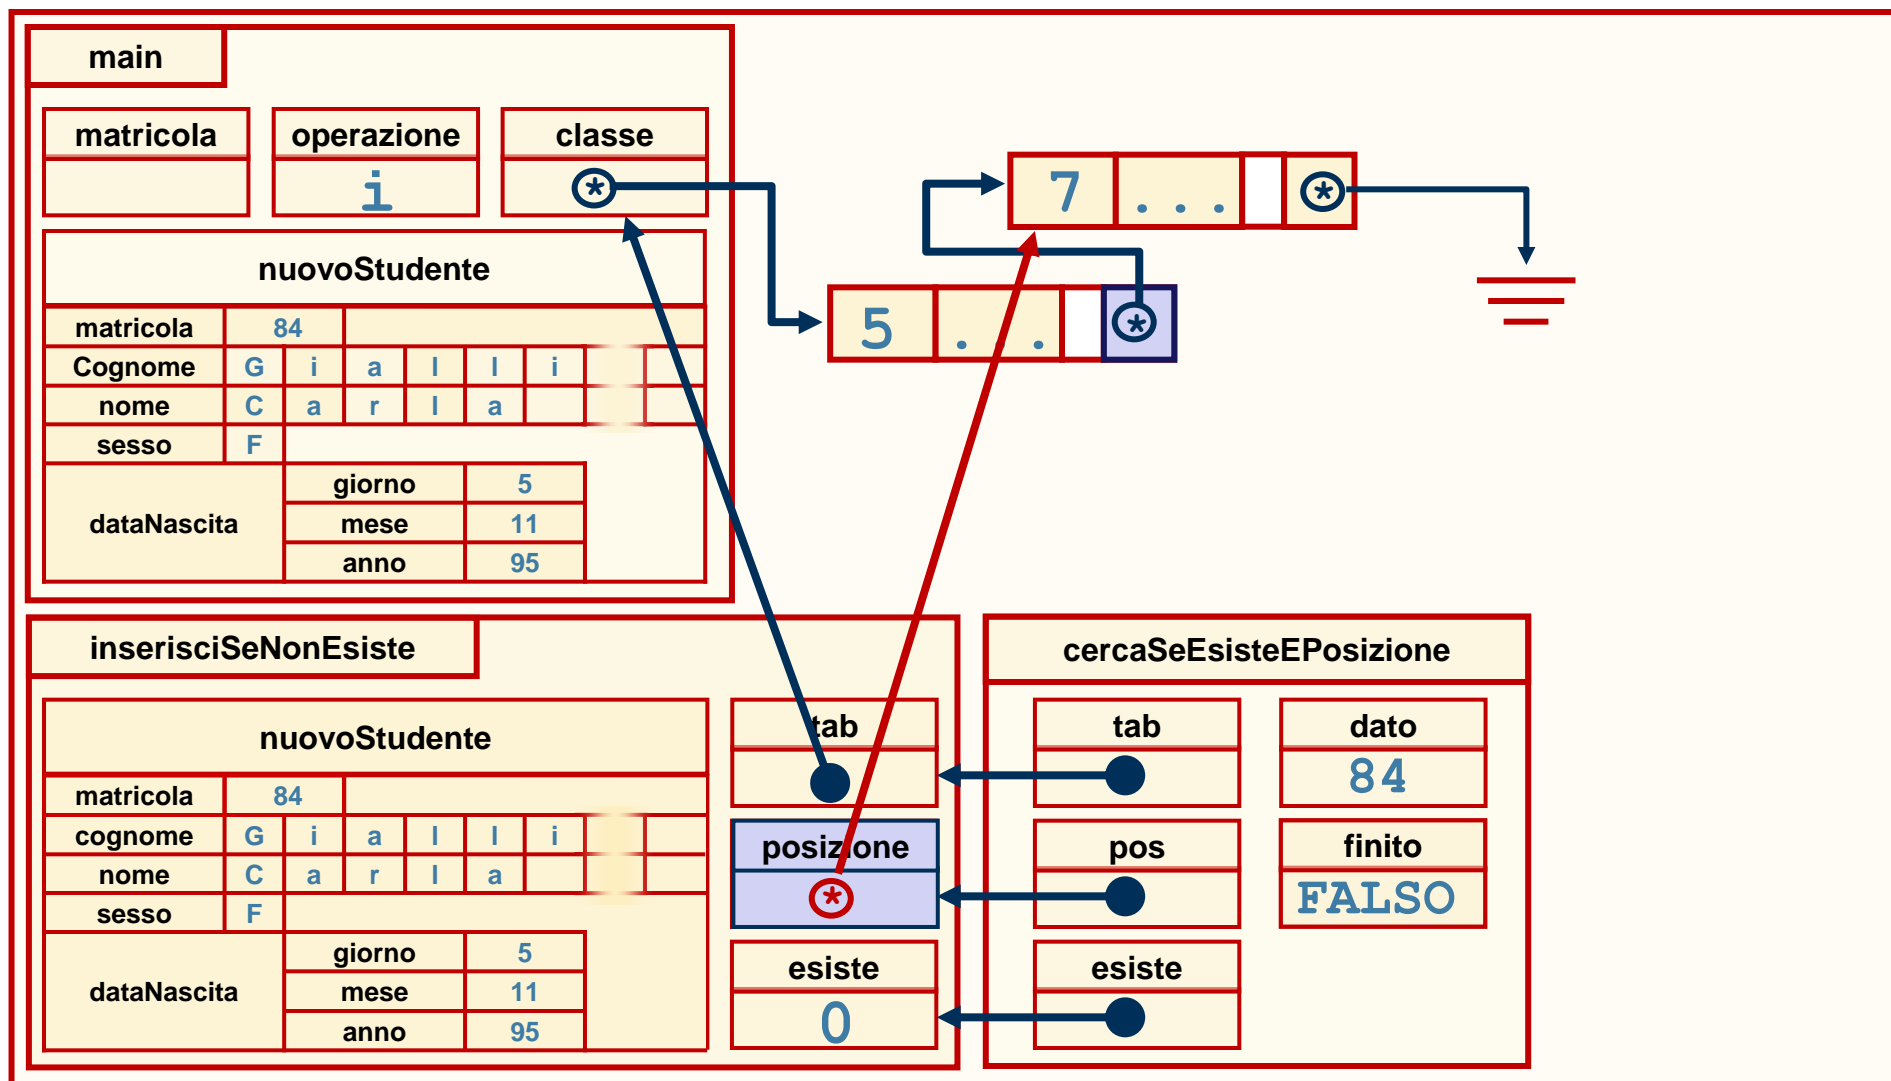 main
matricola operazione classe
i *
7 . . . *
nuovoStudente
5 . . . *
matricola 84
Cognome G i a l l i
nome C a r l a
sesso F
dataNascita
giorno 5
mese 11
anno 95
inserisciSeNonEsiste
nuovoStudente
matricola 84
cognome G i a l l i
nome C a r l a
sesso F
dataNascita
giorno 5
mese 11
anno 95
tab
posizione
*
esiste
0
cercaSeEsisteEPosizione
tab dato
84
pos finito
FALSO
esiste